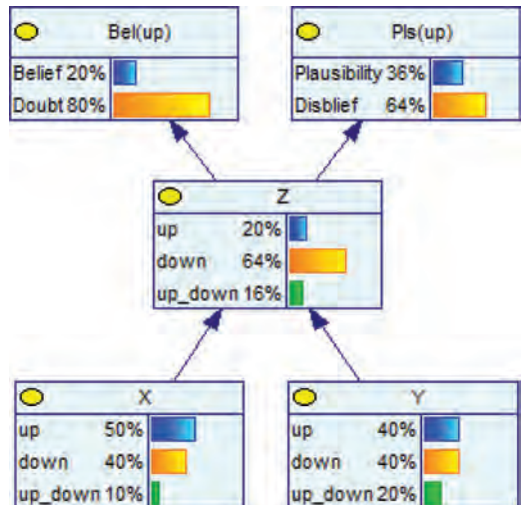 Bel(up)
Belief 20%
Doubt 80%
Pls(up)
Plausibility 36%
Disblief 64%
Z
up 20%
down 64%
up_down 16%
X
up 50%
down 40%
up_down 10%
Y
up 40%
down 40%
up_down 20%